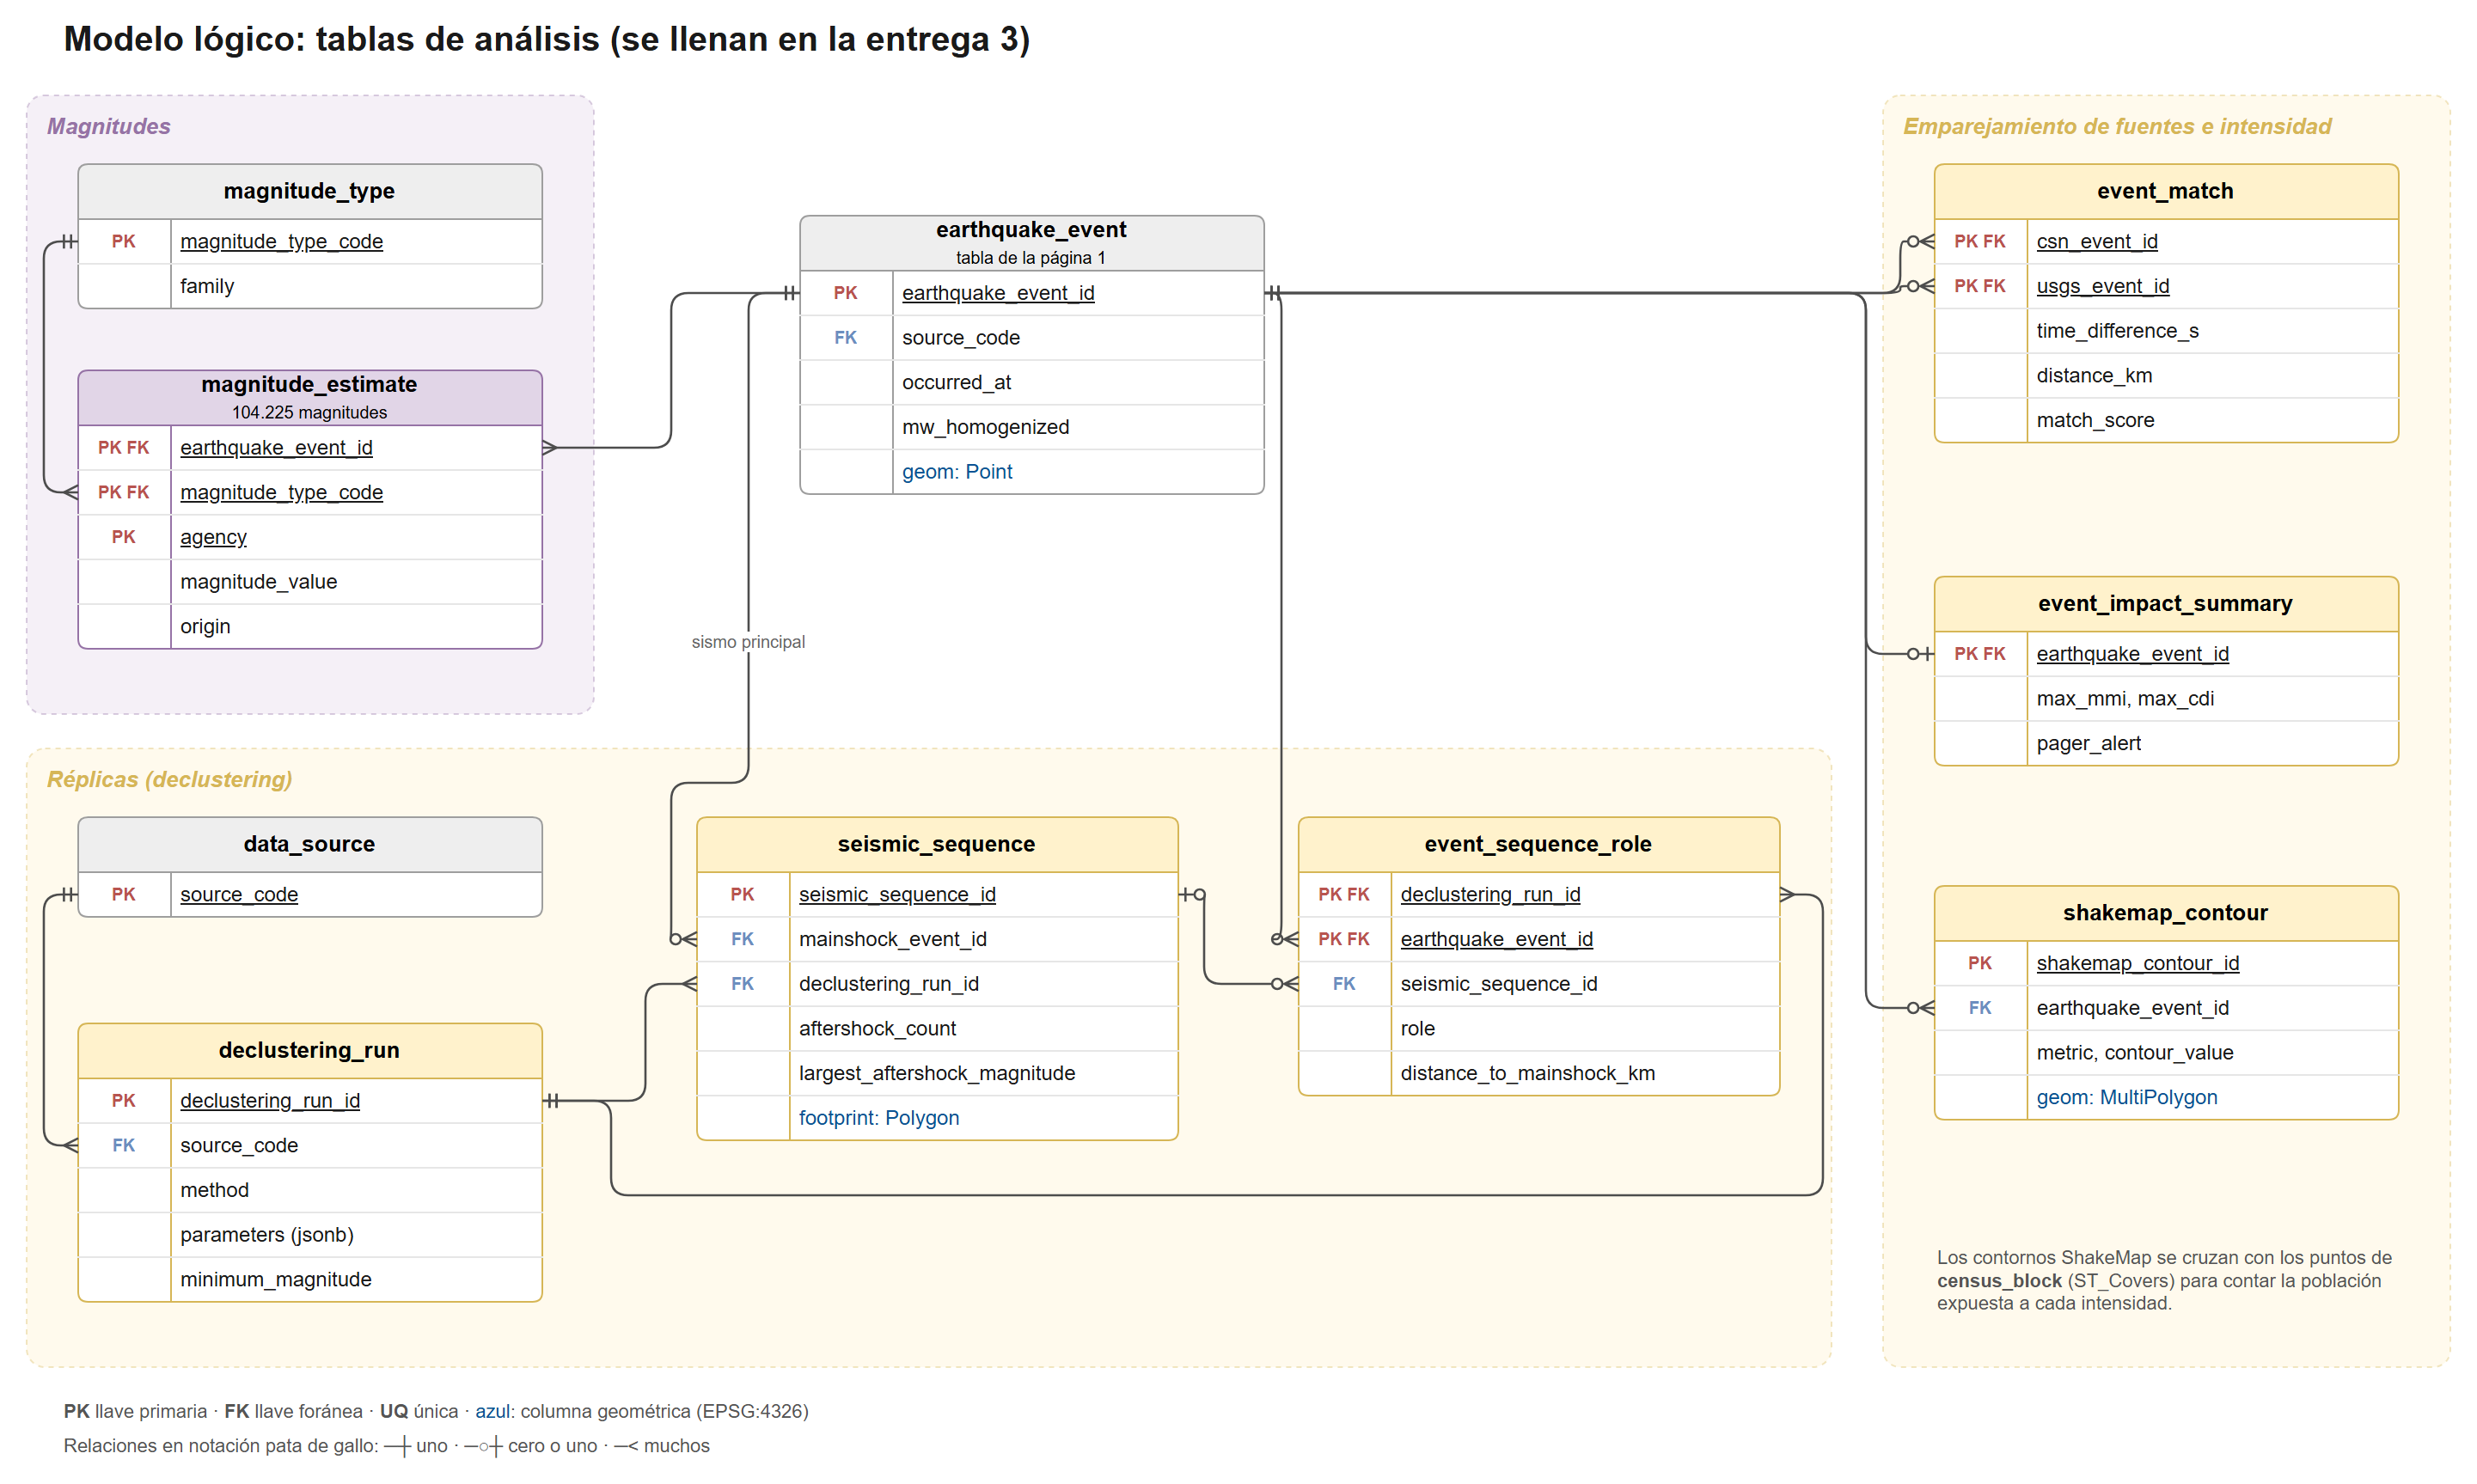 Modelo lógico: tablas de análisis (se llenan en la entrega 3)
Magnitudes
magnitude_type
PK magnitude_type_code
family
magnitude_estimate
104.225 magnitudes
PK FK earthquake_event_id
PK FK magnitude_type_code
PK agency
magnitude_value
origin
earthquake_event
tabla de la página 1
PK earthquake_event_id
FK source_code
occurred_at
mw_homogenized
geom: Point
sismo principal
Emparejamiento de fuentes e intensidad
event_match
PK FK csn_event_id
PK FK usgs_event_id
time_difference_s
distance_km
match_score
event_impact_summary
PK FK earthquake_event_id
max_mmi, max_cdi
pager_alert
shakemap_contour
PK shakemap_contour_id
FK earthquake_event_id
metric, contour_value
geom: MultiPolygon
Los contornos ShakeMap se cruzan con los puntos de
census_block (ST_Covers) para contar la población
expuesta a cada intensidad.
Réplicas (declustering)
data_source
PK source_code
declustering_run
PK declustering_run_id
FK source_code
method
parameters (jsonb)
minimum_magnitude
seismic_sequence
PK seismic_sequence_id
FK mainshock_event_id
FK declustering_run_id
aftershock_count
largest_aftershock_magnitude
footprint: Polygon
event_sequence_role
PK FK declustering_run_id
PK FK earthquake_event_id
FK seismic_sequence_id
role
distance_to_mainshock_km
PK llave primaria · FK llave foránea · UQ única · azul: columna geométrica (EPSG:4326)
Relaciones en notación pata de gallo: ─┼ uno · ─○┼ cero o uno · ─< muchos